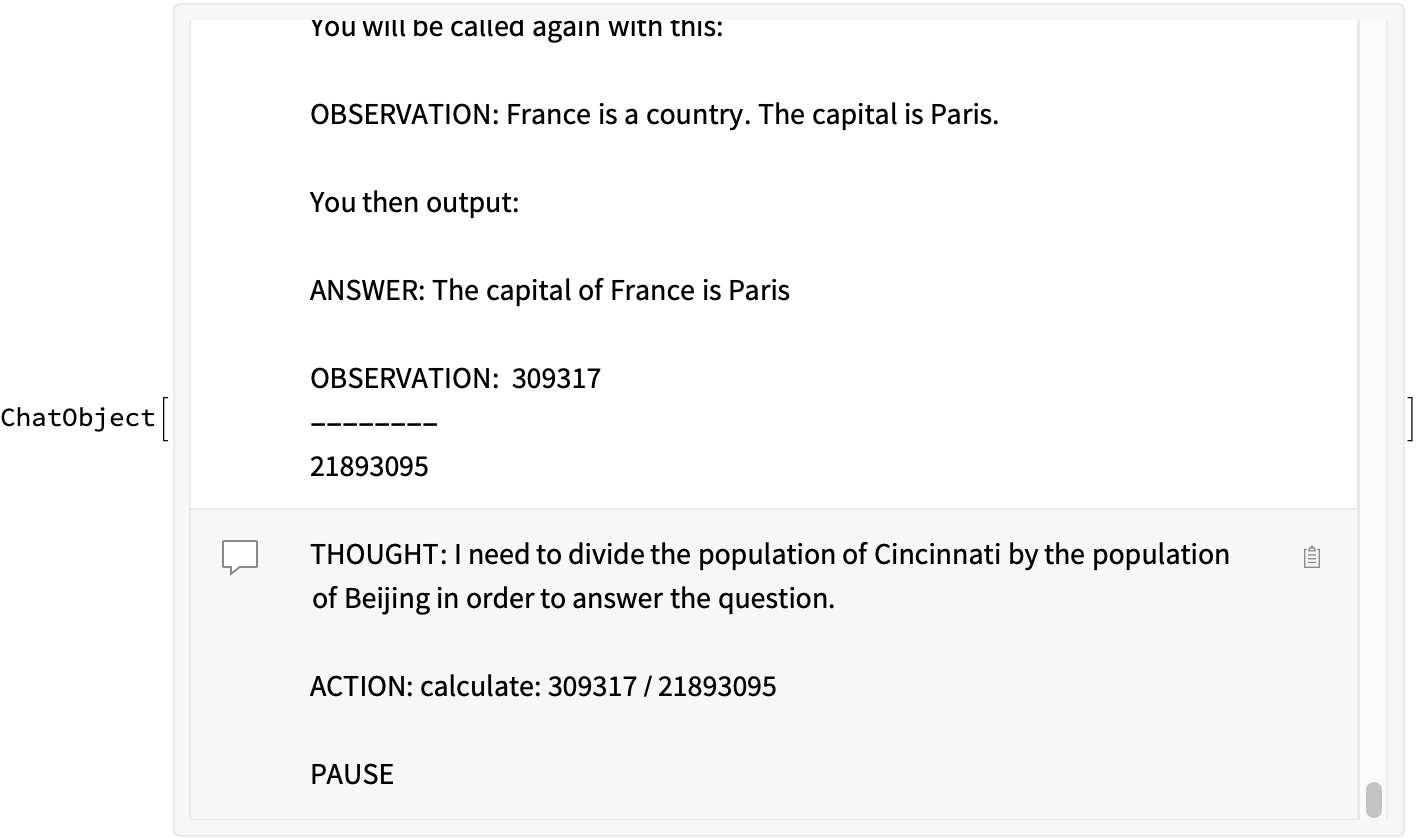 You will be called again with this:
OBSERVATION: France is a country. The capital is Paris.
You then output:
ANSWER: The capital of France is Paris
OBSERVATION:  309317
ChatObject[
--------
21893095
]
THOUGHT: I need to divide the population of Cincinnati by the population
of Beijing in order to answer the question.
ACTION: calculate: 309317 / 21893095
PAUSE